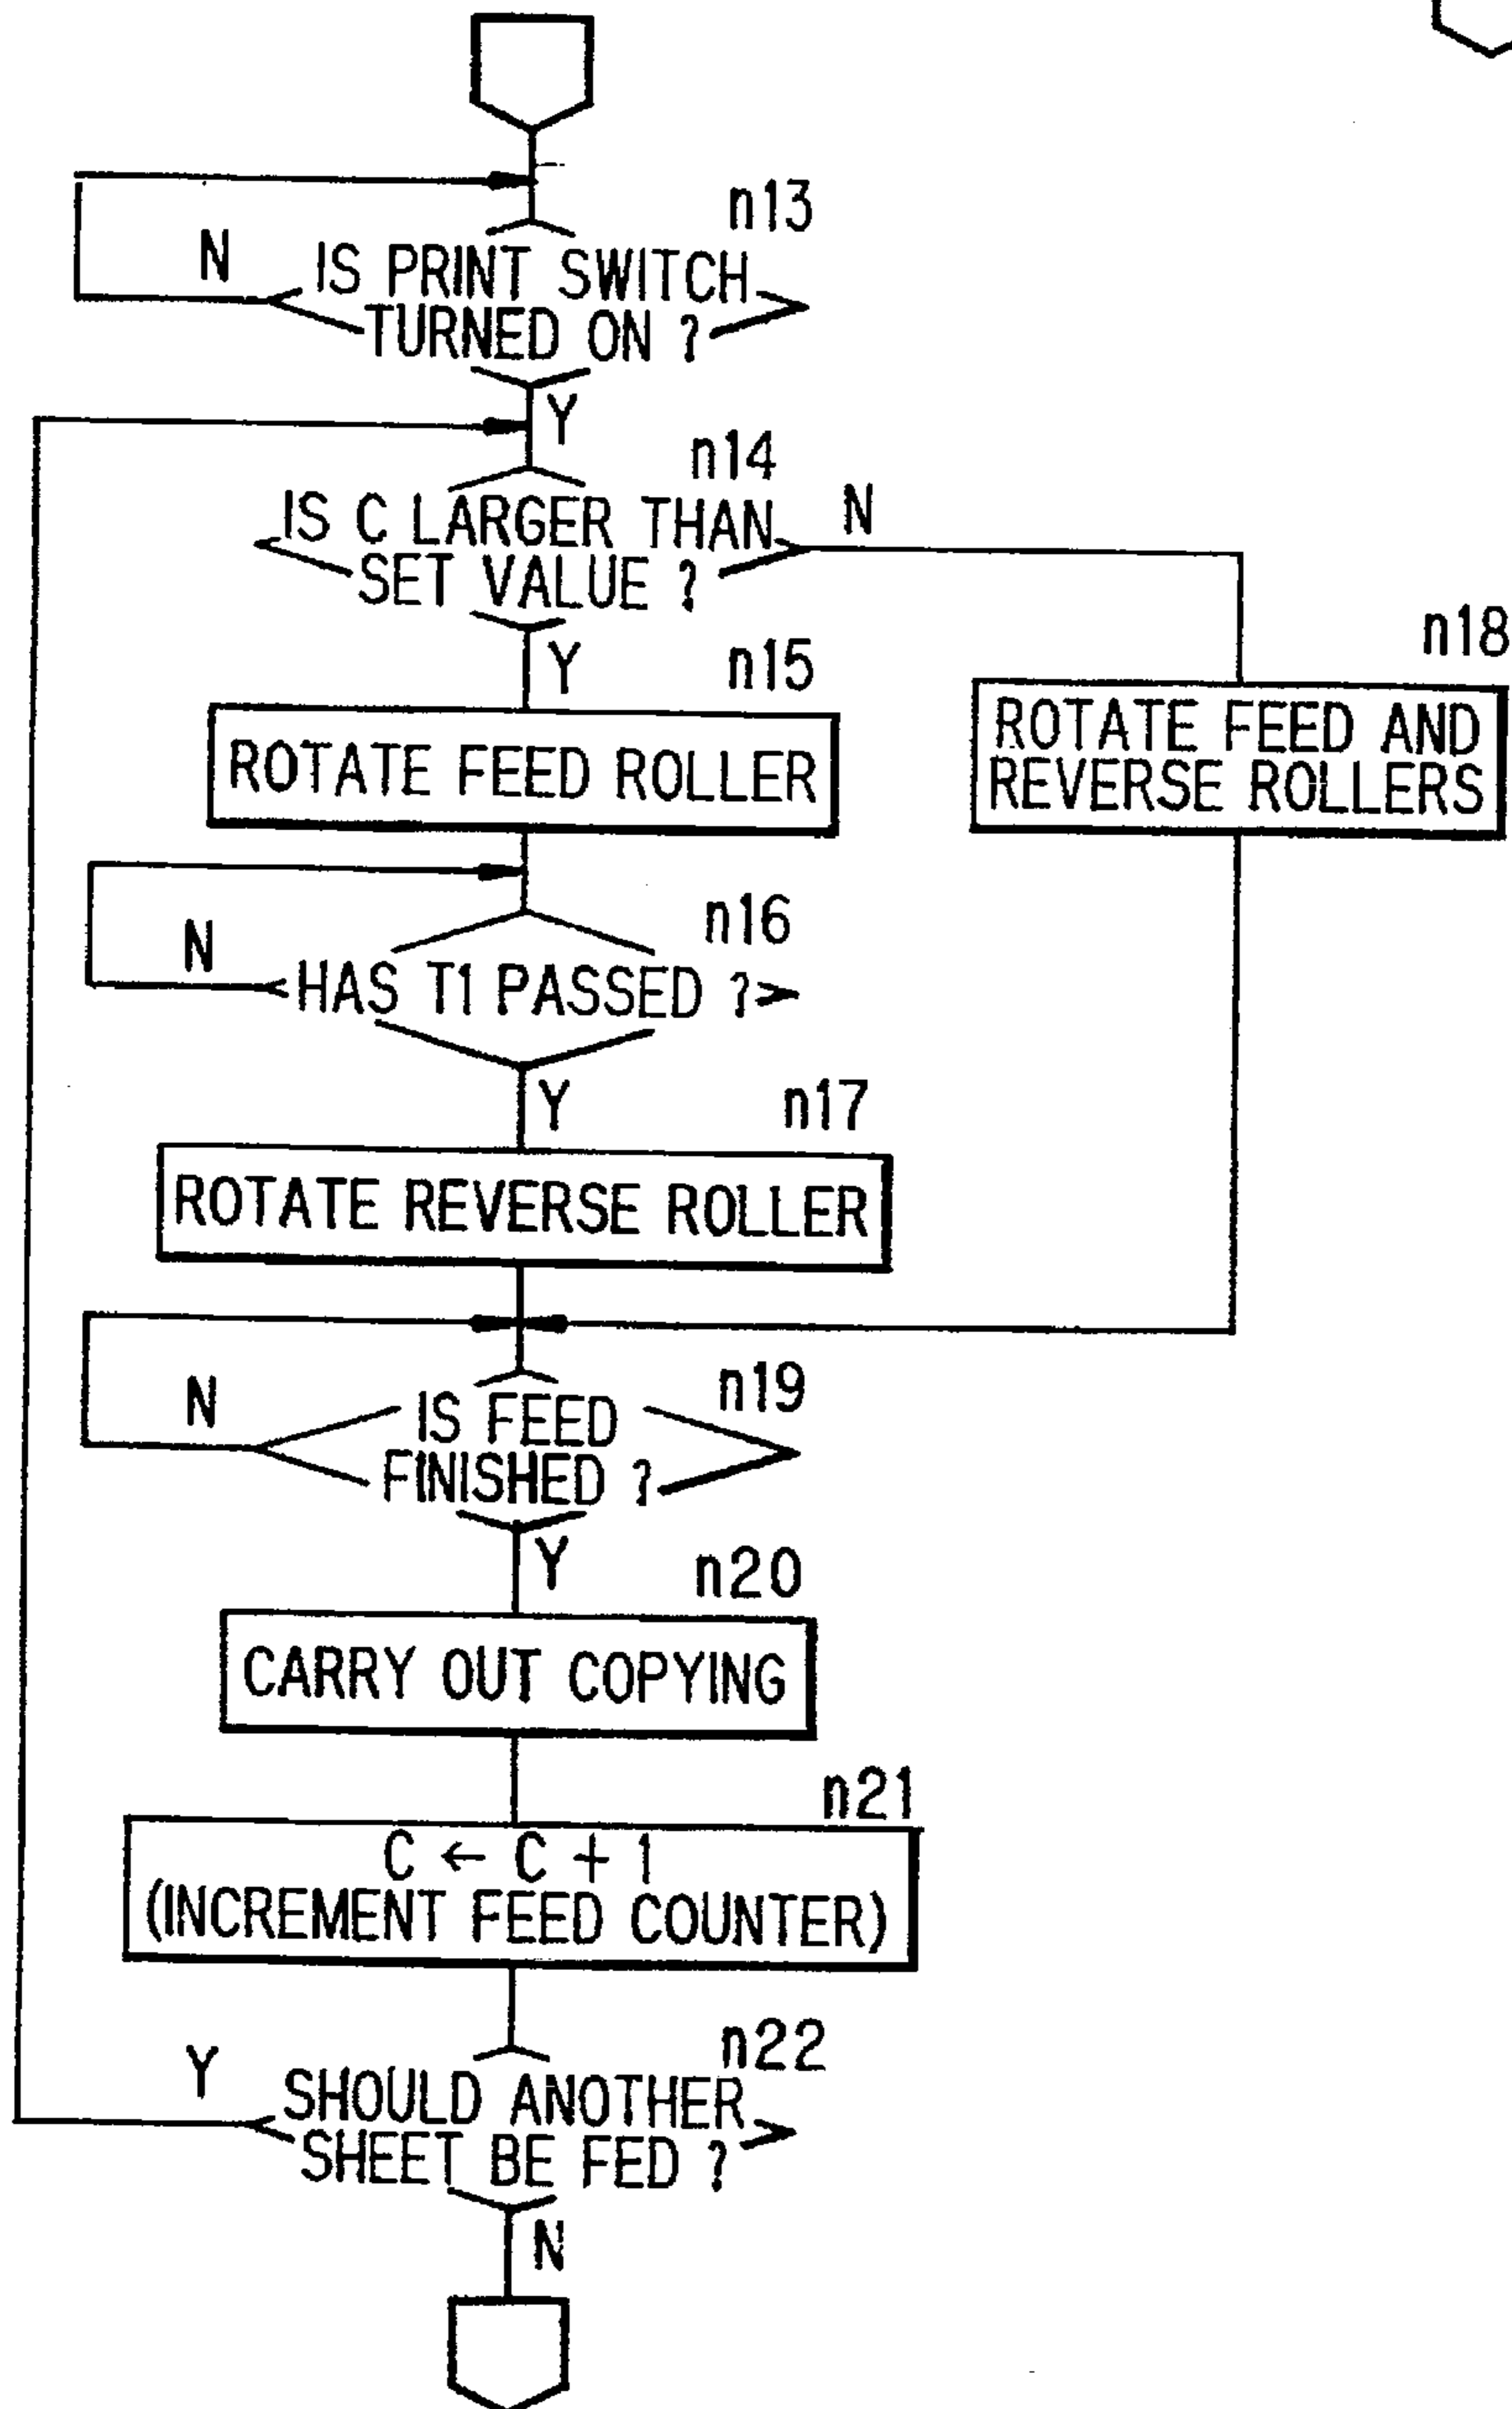 n13
N
IS PRINT SWITCH
TURNED ON ?
Y
n14
IS C LARGER THAN
SET VALUE ?
N
Y
n15
n18
ROTATE FEED ROLLER
ROTATE FEED AND
REVERSE ROLLERS
n16
N
HAS T1 PASSED ?
Y
n17
ROTATE REVERSE ROLLER
n19
N
IS FEED
FINISHED ?
Y
n20
CARRY OUT COPYING
n21
C ← C + 1
(INCREMENT FEED COUNTER)
n22
Y
SHOULD ANOTHER
SHEET BE FED ?
N